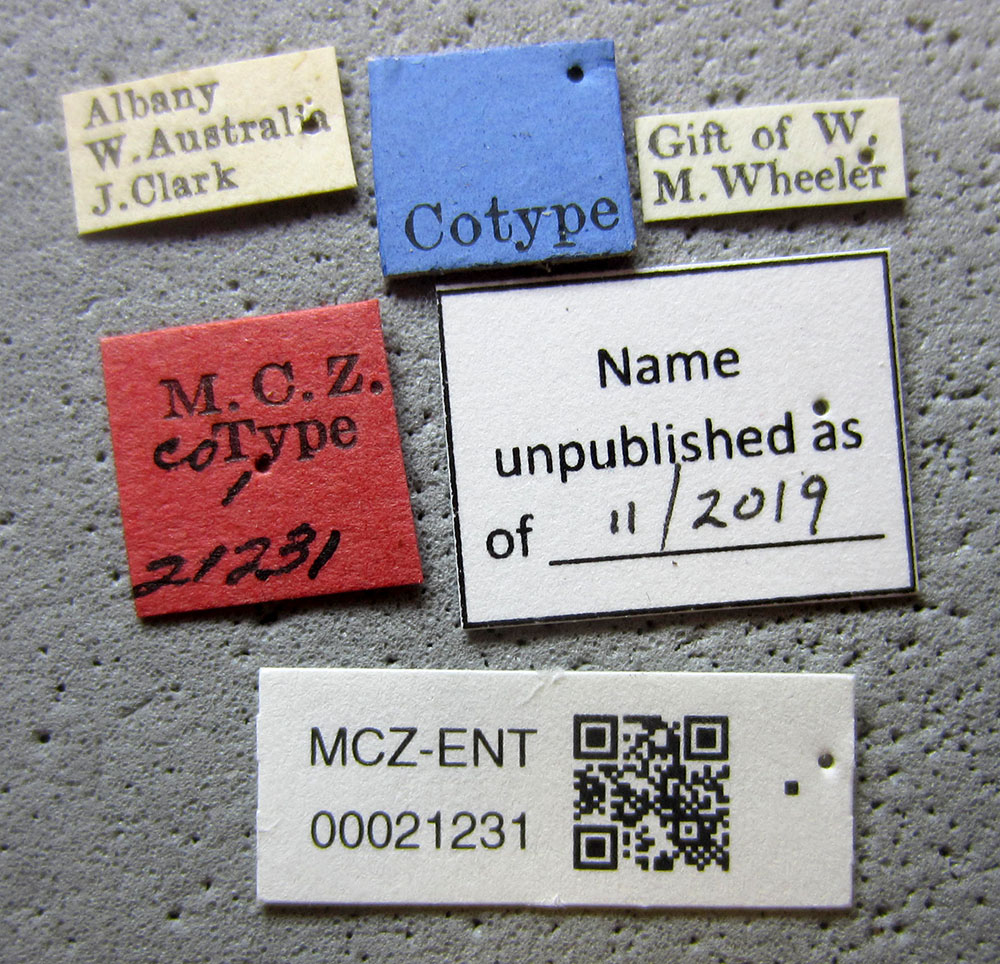 Albany
W. Australia
J. Clark
Cotype
Gift of W.
M. Wheeler
M. C. Z.
coType
1
21231
Name
unpublished as
of 11/2019
MCZ-ENT
00021231